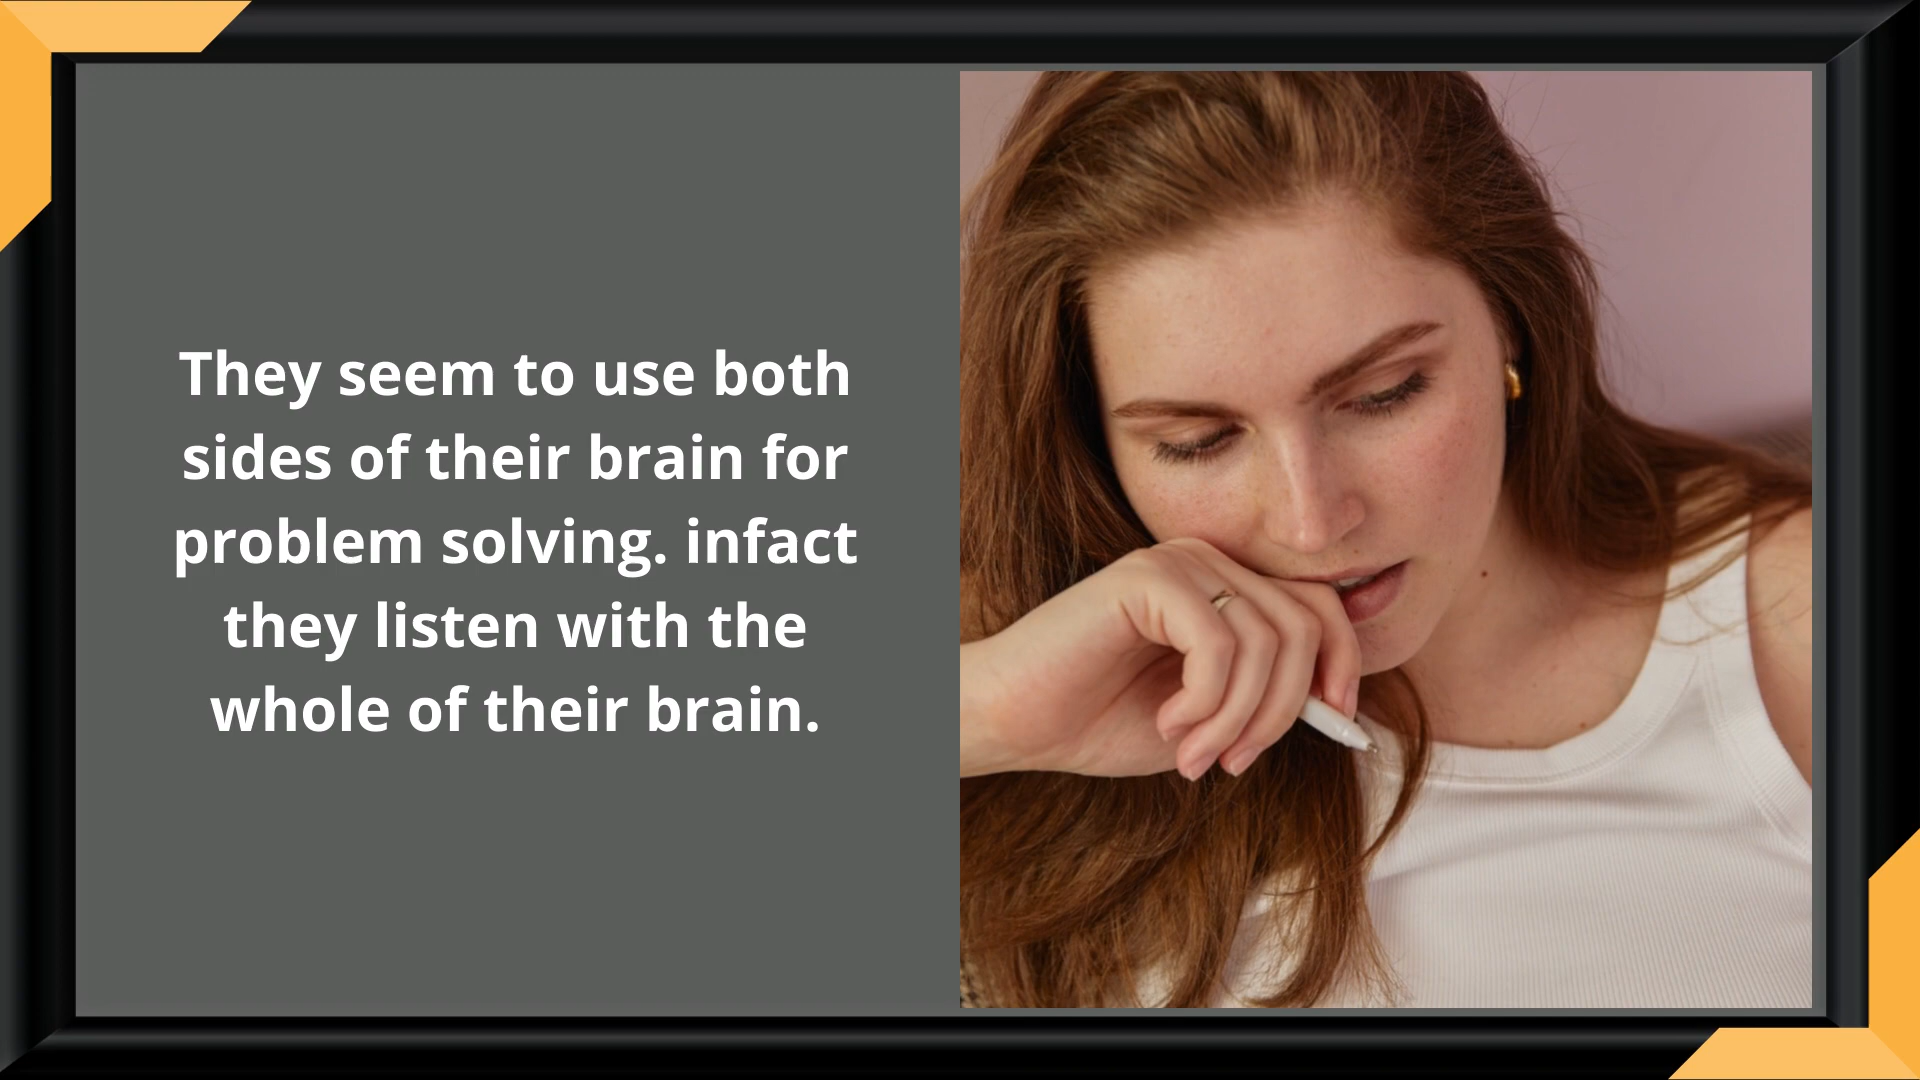 They seem to use both
sides of their brain for
problem solving. infact
they listen with the
whole of their brain.